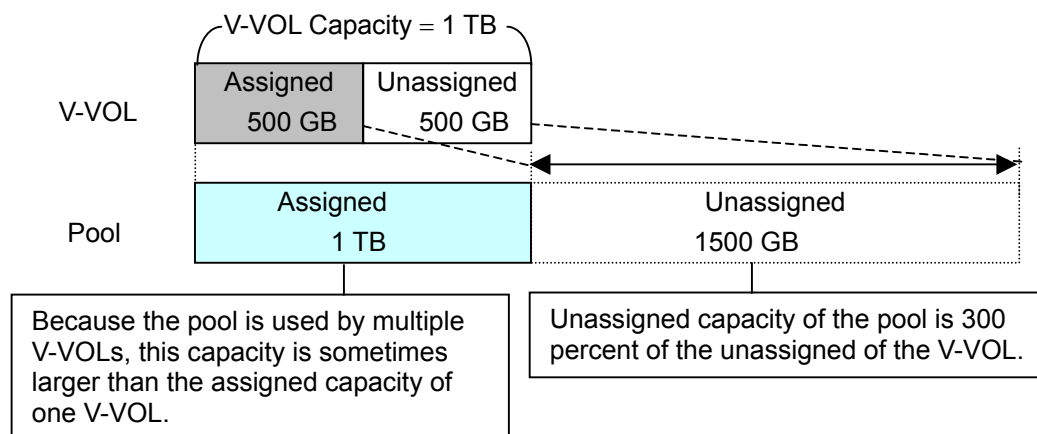 V-VOL Capacity = 1 TB
Assigned
Unassigned
V-VOL
500 GB
500 GB
Assigned
Unassigned
Pool
1 TB
1500 GB
Because the pool is used by multiple
V-VOLs, this capacity is sometimes
larger than the assigned capacity of
one V-VOL.
Unassigned capacity of the pool is 300
percent of the unassigned of the V-VOL.